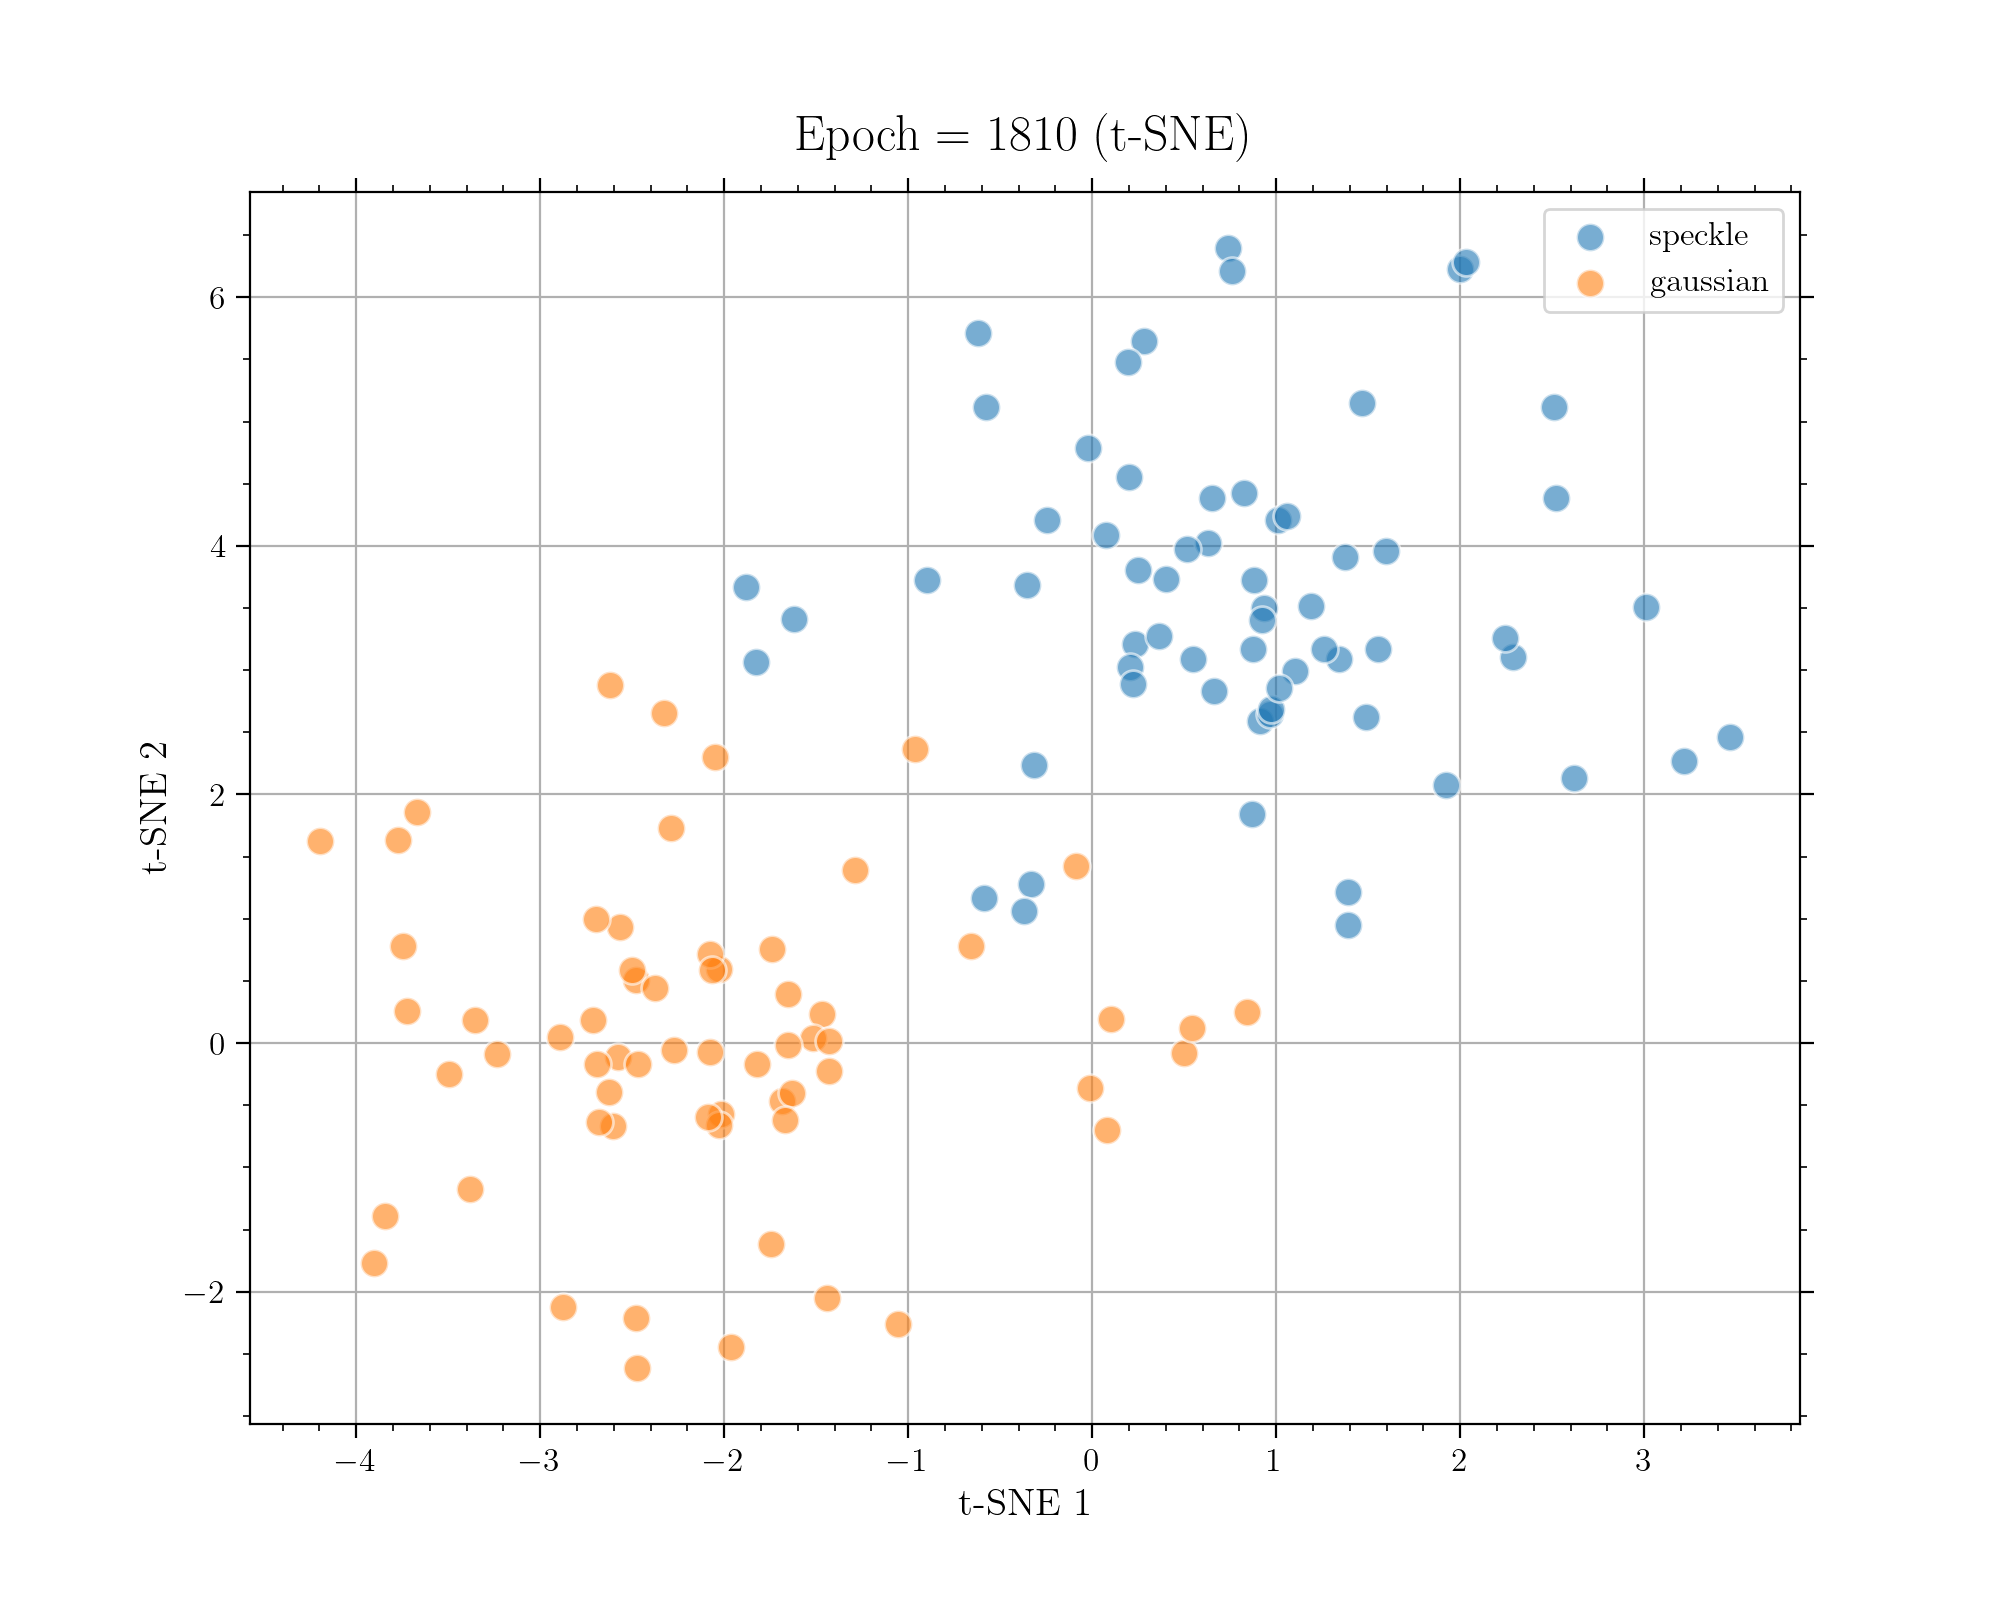 Epoch = 1810 (t-SNE)
speckle
gaussian
6
4
2
0
−2
t-SNE 2
−4 −3 −2 −1 0 1 2 3
t-SNE 1